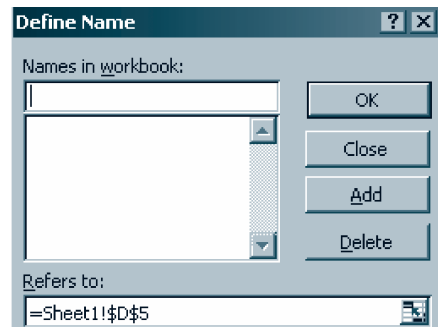 Define Name
Names in workbook:
OK
Close
Add
Delete
Refers to:
=Sheet1!$D$5